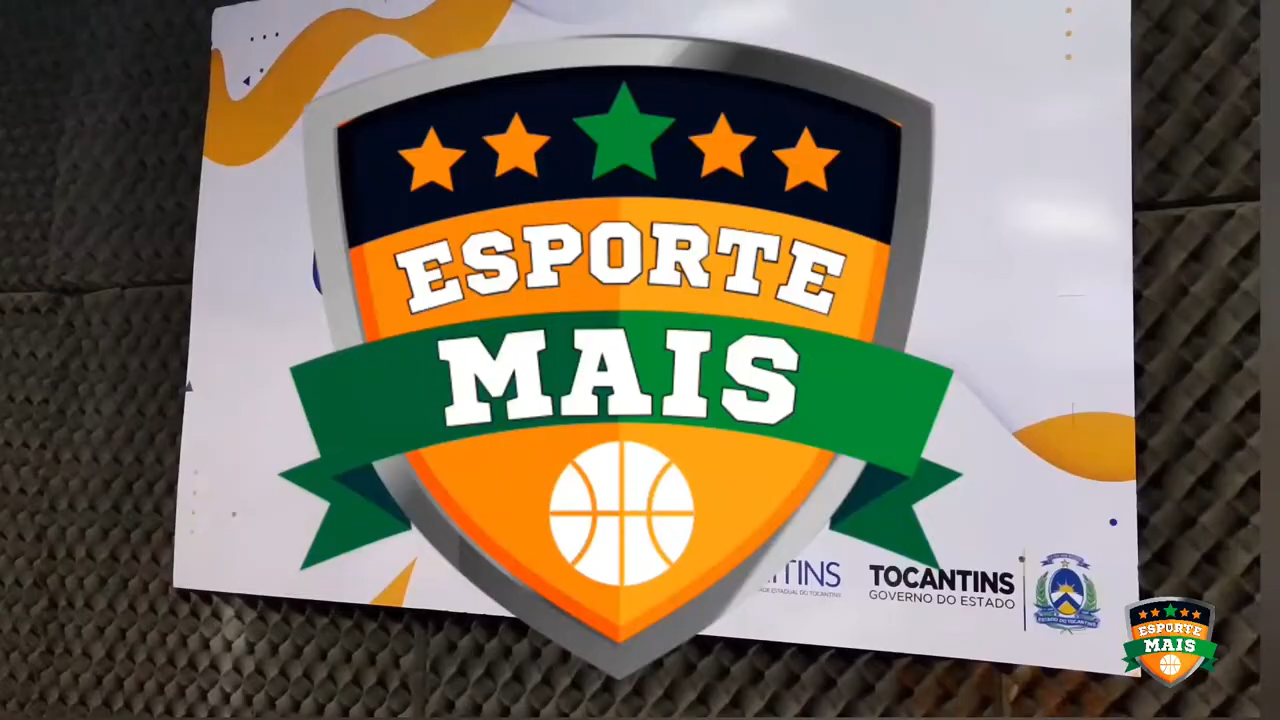 ESPORTE
MAIS
TINS
TOCANTINS
GOVERNO DO ESTADO
ESPORTE
MAIS